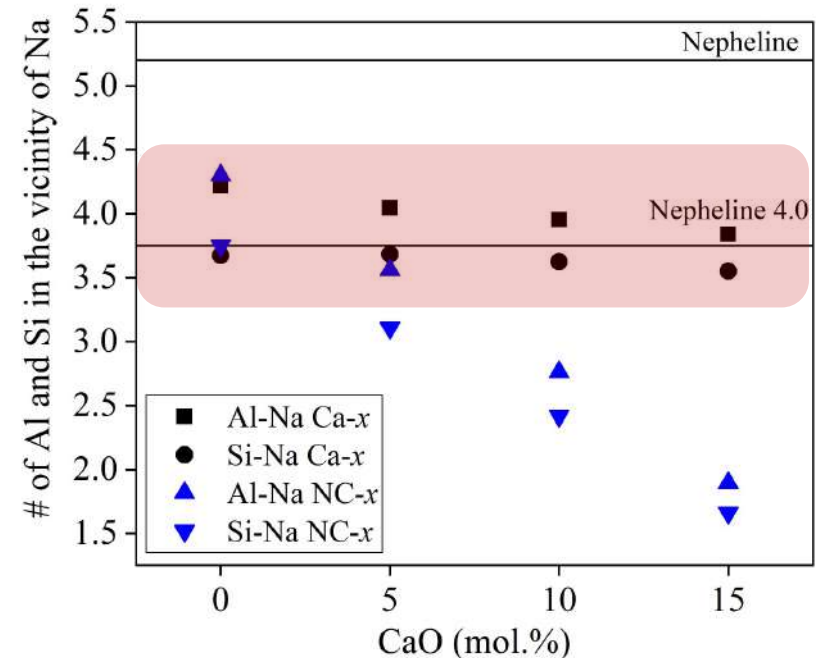 5.5
5.0
4.5
4.0
3.5
3.0
2.5
2.0
1.5
# of Al and Si in the vicinity of Na
Nepheline
Nepheline 4.0
Al-Na Ca-x
Si-Na Ca-x
Al-Na NC-x
Si-Na NC-x
0 5 10 15
CaO (mol.%)